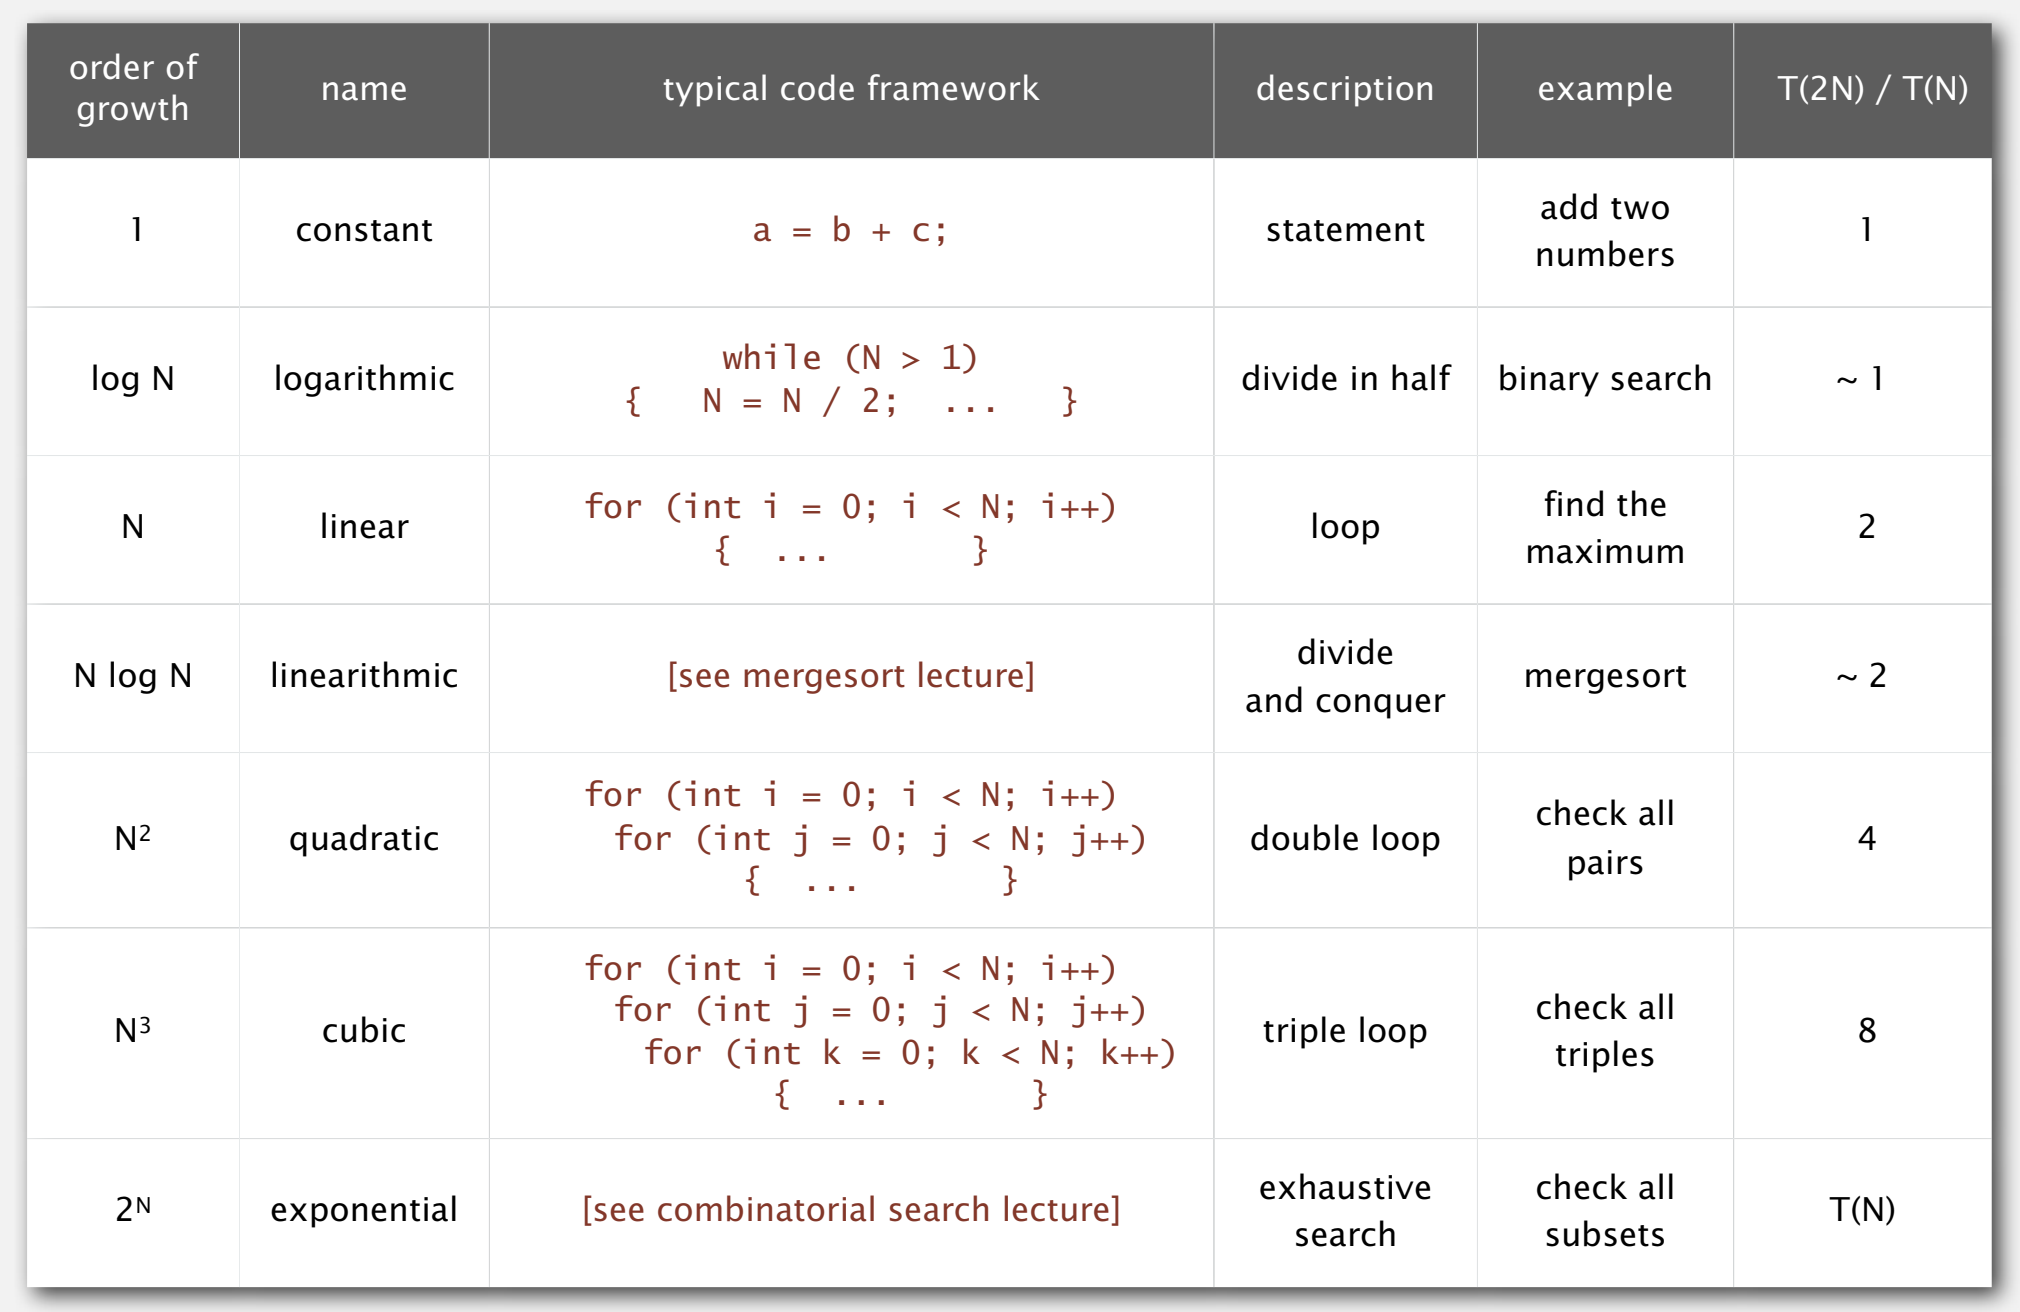 order of
growth
name
typical code framework
description
example
T(2N) / T(N)
1
constant
a = b + c;
statement
add two
numbers
1
log N
logarithmic
while (N > 1)
{ N = N / 2; ... }
divide in half
binary search
~ 1
N
linear
for (int i = 0; i < N; i++)
{ ... }
loop
find the
maximum
2
N log N
linearithmic
[see mergesort lecture]
divide
and conquer
mergesort
~ 2
N²
quadratic
for (int i = 0; i < N; i++)
for (int j = 0; j < N; j++)
{ ... }
double loop
check all
pairs
4
N³
cubic
for (int i = 0; i < N; i++)
for (int j = 0; j < N; j++)
for (int k = 0; k < N; k++)
{ ... }
triple loop
check all
triples
8
2ᴺ
exponential
[see combinatorial search lecture]
exhaustive
search
check all
subsets
T(N)